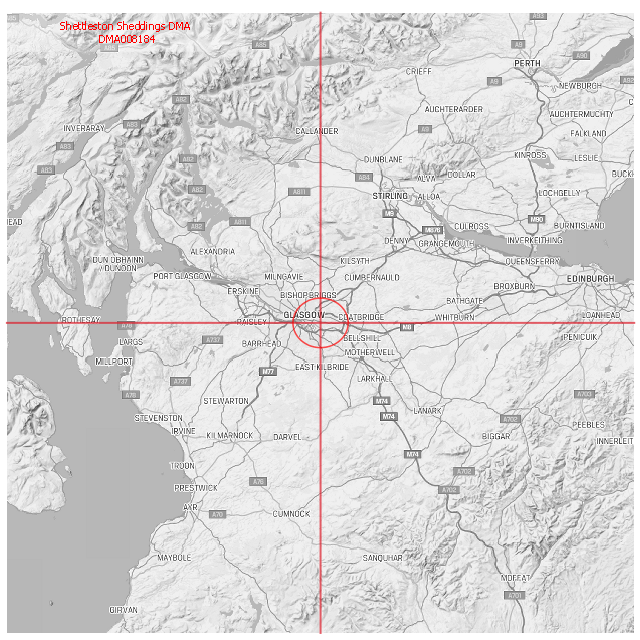 Shettleston Sheddings DMA
DMA008184
A83
A85
A9
PERTH
A90
CRIEFF
A9
NEWBURGH
A92
A82
AUCHTERARDER
AUCHTERMUCHTY
INVERARAY
A83
CALLANDER
A9
FALKLAND
A83
DUNBLANE
KINROSS
LESLIE
A82
A83
ALVA
DOLLAR
A84
A82
A811
STIRLING
ALLOA
LOCHGELLY
M9
M90
EAD
A82
A811
M876
CULROSS
BURNTISLAND
DENNY
GRANGEMOUTH
INVERKEITHING
ALEXANDRIA
DUN OBHAINN
/ DUNOON
KILSYTH
QUEENSFERRY
PORT GLASGOW
MILNGAVIE
CUMBERNAULD
EDINBURGH
ERSKINE
BISHOPBRIGGS
BROXBURN
BATHGATE
ROTHESAY
GLASGOW
COATBRIDGE
WHITBURN
LOANHEAD
A78
PAISLEY
M8
LARGS
A737
BARRHEAD
BELLSHILL
PENICUIK
MOTHERWELL
MILLPORT
EAST KILBRIDE
M77
LARKHALL
A737
A78
A703
STEWARTON
M74
LANARK
STEVENSTON
M74
A702
PEEBLES
IRVINE
KILMARNOCK
DARVEL
BIGGAR
INNERLEIT
M74
TROON
A702
A76
PRESTWICK
A702
AYR
A70
CUMNOCK
MAYBOLE
SANQUHAR
MOFFAT
A701
GIRVAN